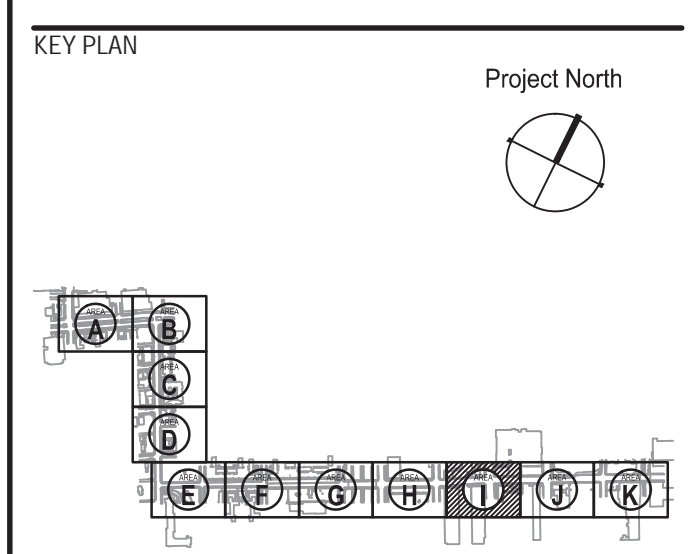 KEY PLAN
Project North
AREA
A
AREA
B
AREA
C
AREA
D
AREA
E
AREA
F
AREA
G
AREA
H
AREA
I
AREA
J
AREA
K